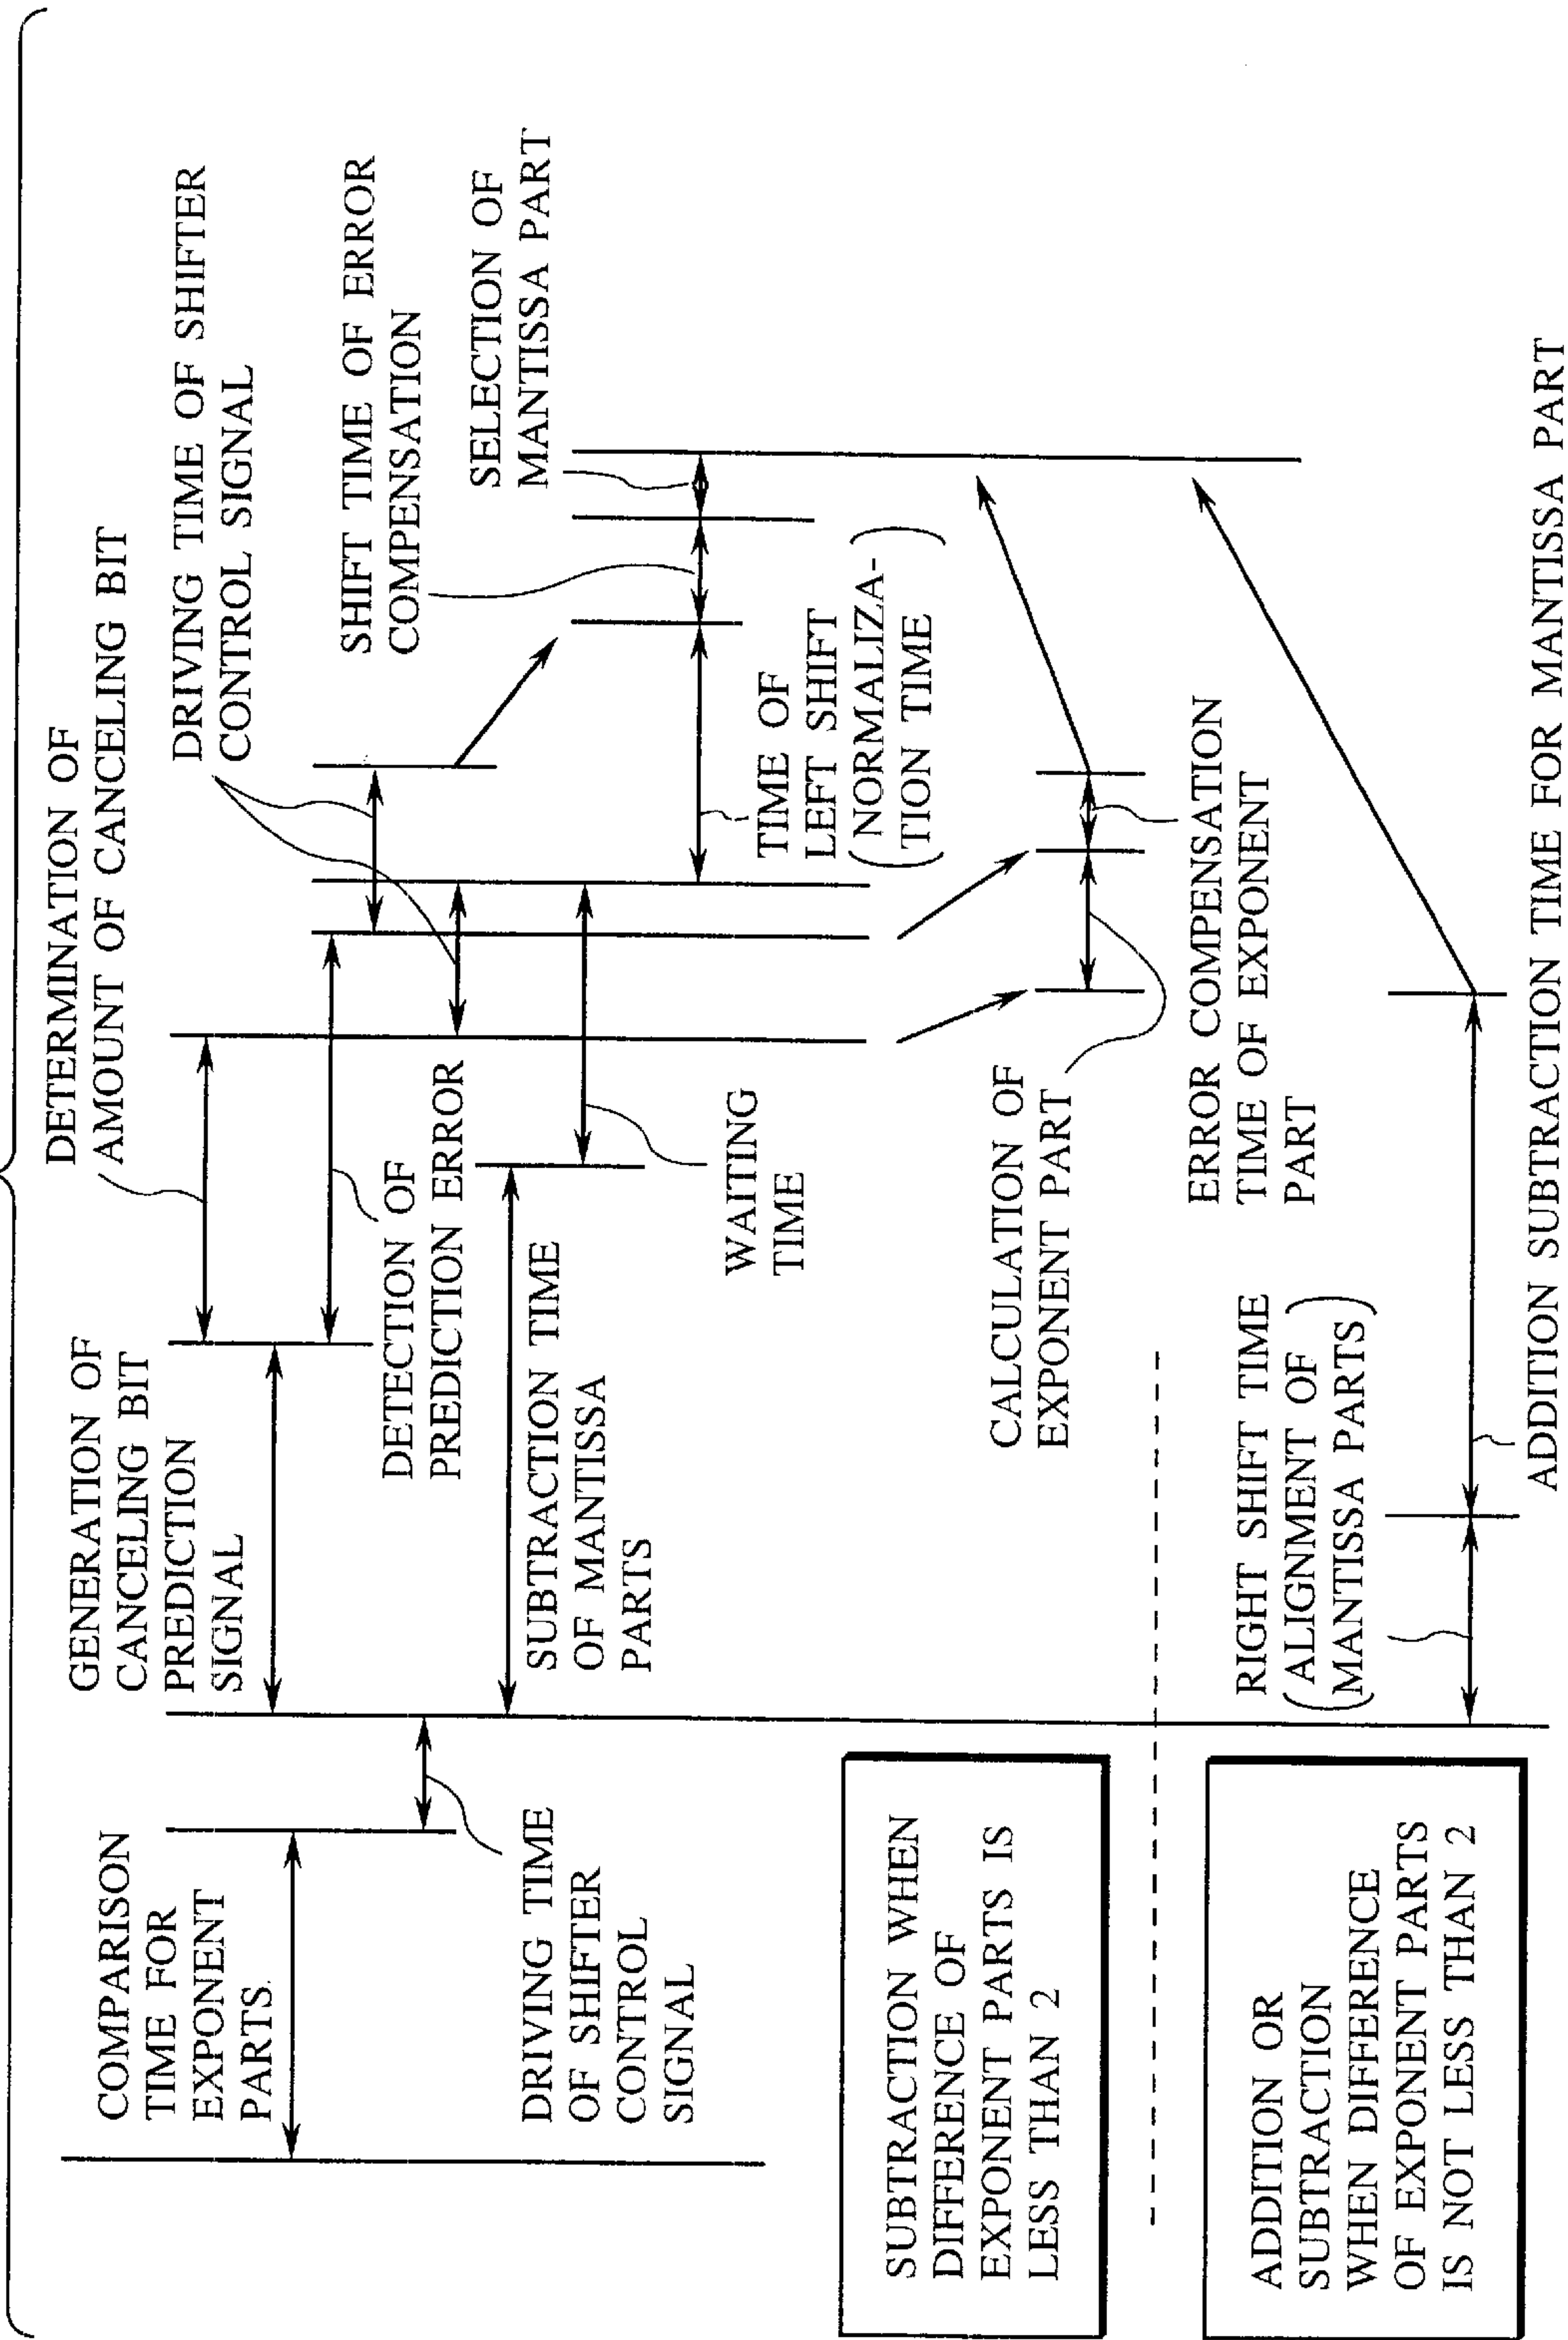 COMPARISON
TIME FOR
EXPONENT
PARTS
DRIVING TIME
OF SHIFTER
CONTROL
SIGNAL
GENERATION OF
CANCELING BIT
PREDICTION
SIGNAL
DETERMINATION OF
AMOUNT OF CANCELING BIT
DETECTION OF
PREDICTION ERROR
SUBTRACTION TIME
OF MANTISSA
PARTS
WAITING
TIME
DRIVING TIME OF SHIFTER
CONTROL SIGNAL
SHIFT TIME OF ERROR
COMPENSATION
SELECTION OF
MANTISSA PART
TIME OF
LEFT SHIFT
(NORMALIZA-
TION TIME)
CALCULATION OF
EXPONENT PART
ERROR COMPENSATION
TIME OF EXPONENT
PART
SUBTRACTION WHEN
DIFFERENCE OF
EXPONENT PARTS IS
LESS THAN 2
ADDITION OR
SUBTRACTION
WHEN DIFFERENCE
OF EXPONENT PARTS
IS NOT LESS THAN 2
RIGHT SHIFT TIME
(ALIGNMENT OF
MANTISSA PARTS)
ADDITION SUBTRACTION TIME FOR MANTISSA PART